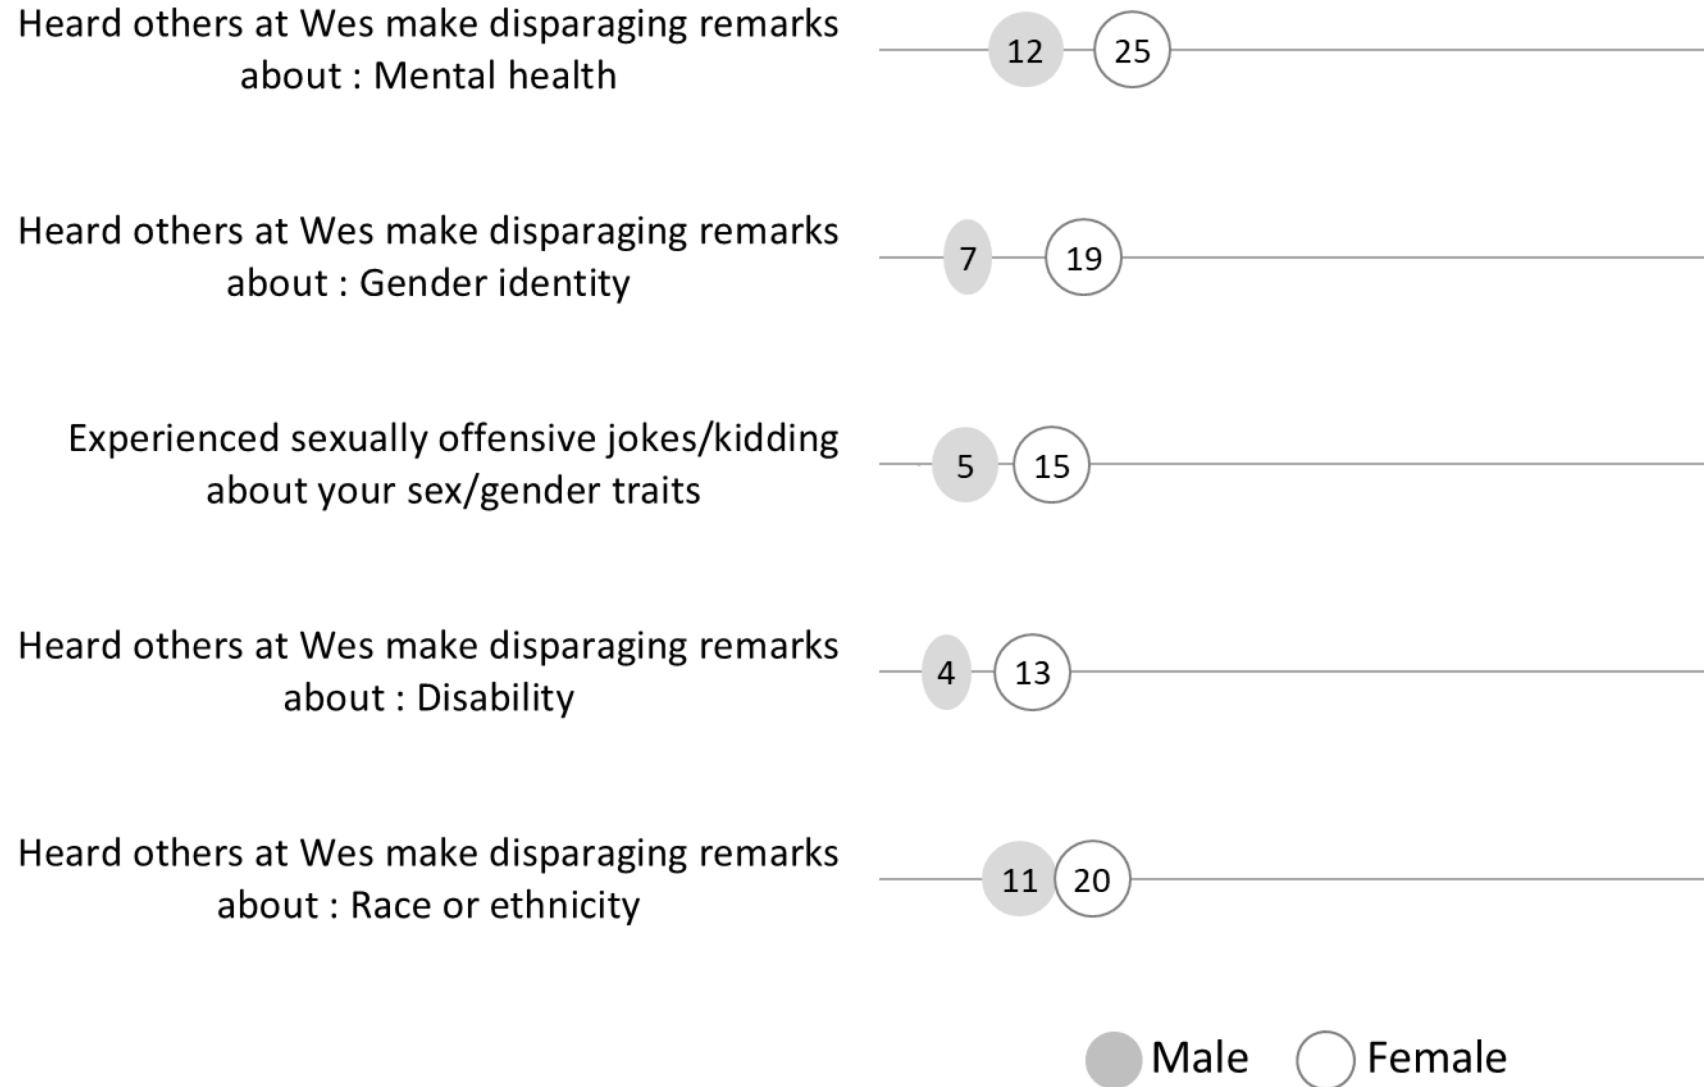 Heard others at Wes make disparaging remarks
about : Mental health
12 25
Heard others at Wes make disparaging remarks
about : Gender identity
7 19
Experienced sexually offensive jokes/kidding
about your sex/gender traits
5 15
Heard others at Wes make disparaging remarks
about : Disability
4 13
Heard others at Wes make disparaging remarks
about : Race or ethnicity
11 20
Male Female